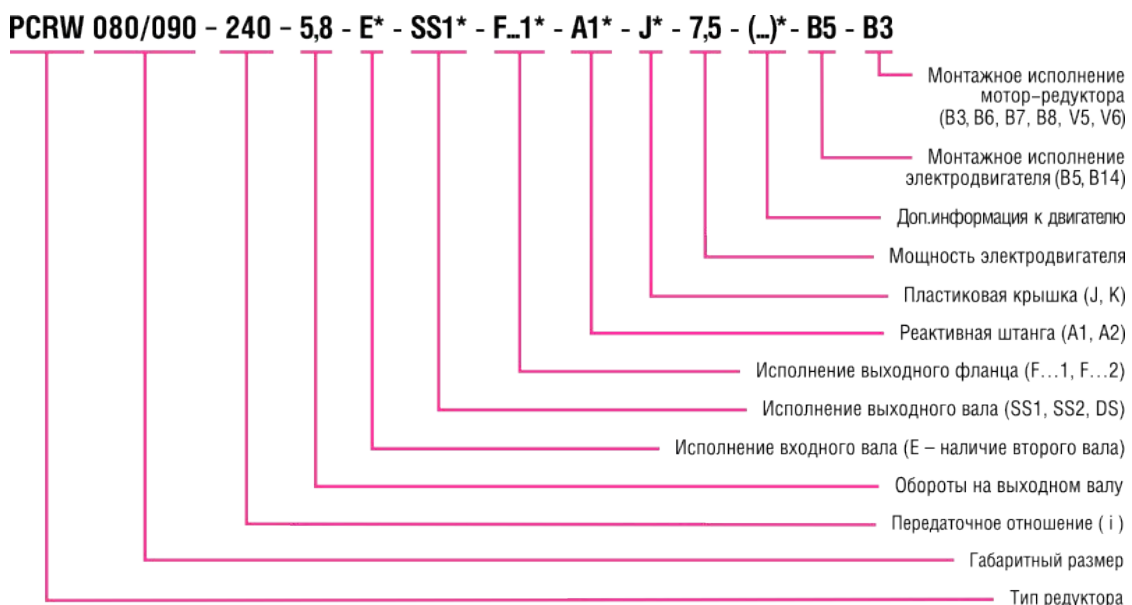 PCRW 080/090 - 240 - 5,8 - E* - SS1* - F...1* - A1* - J* - 7,5 - (...)* - B5 - B3
Монтажное исполнение
мотор-редуктора
(B3, B6, B7, B8, V5, V6)
Монтажное исполнение
электродвигателя (B5, B14)
Доп.информация к двигателю
Мощность электродвигателя
Пластиковая крышка (J, K)
Реактивная штанга (A1, A2)
Исполнение выходного фланца (F...1, F...2)
Исполнение выходного вала (SS1, SS2, DS)
Исполнение входного вала (E – наличие второго вала)
Обороты на выходном валу
Передаточное отношение ( i )
Габаритный размер
Тип редуктора